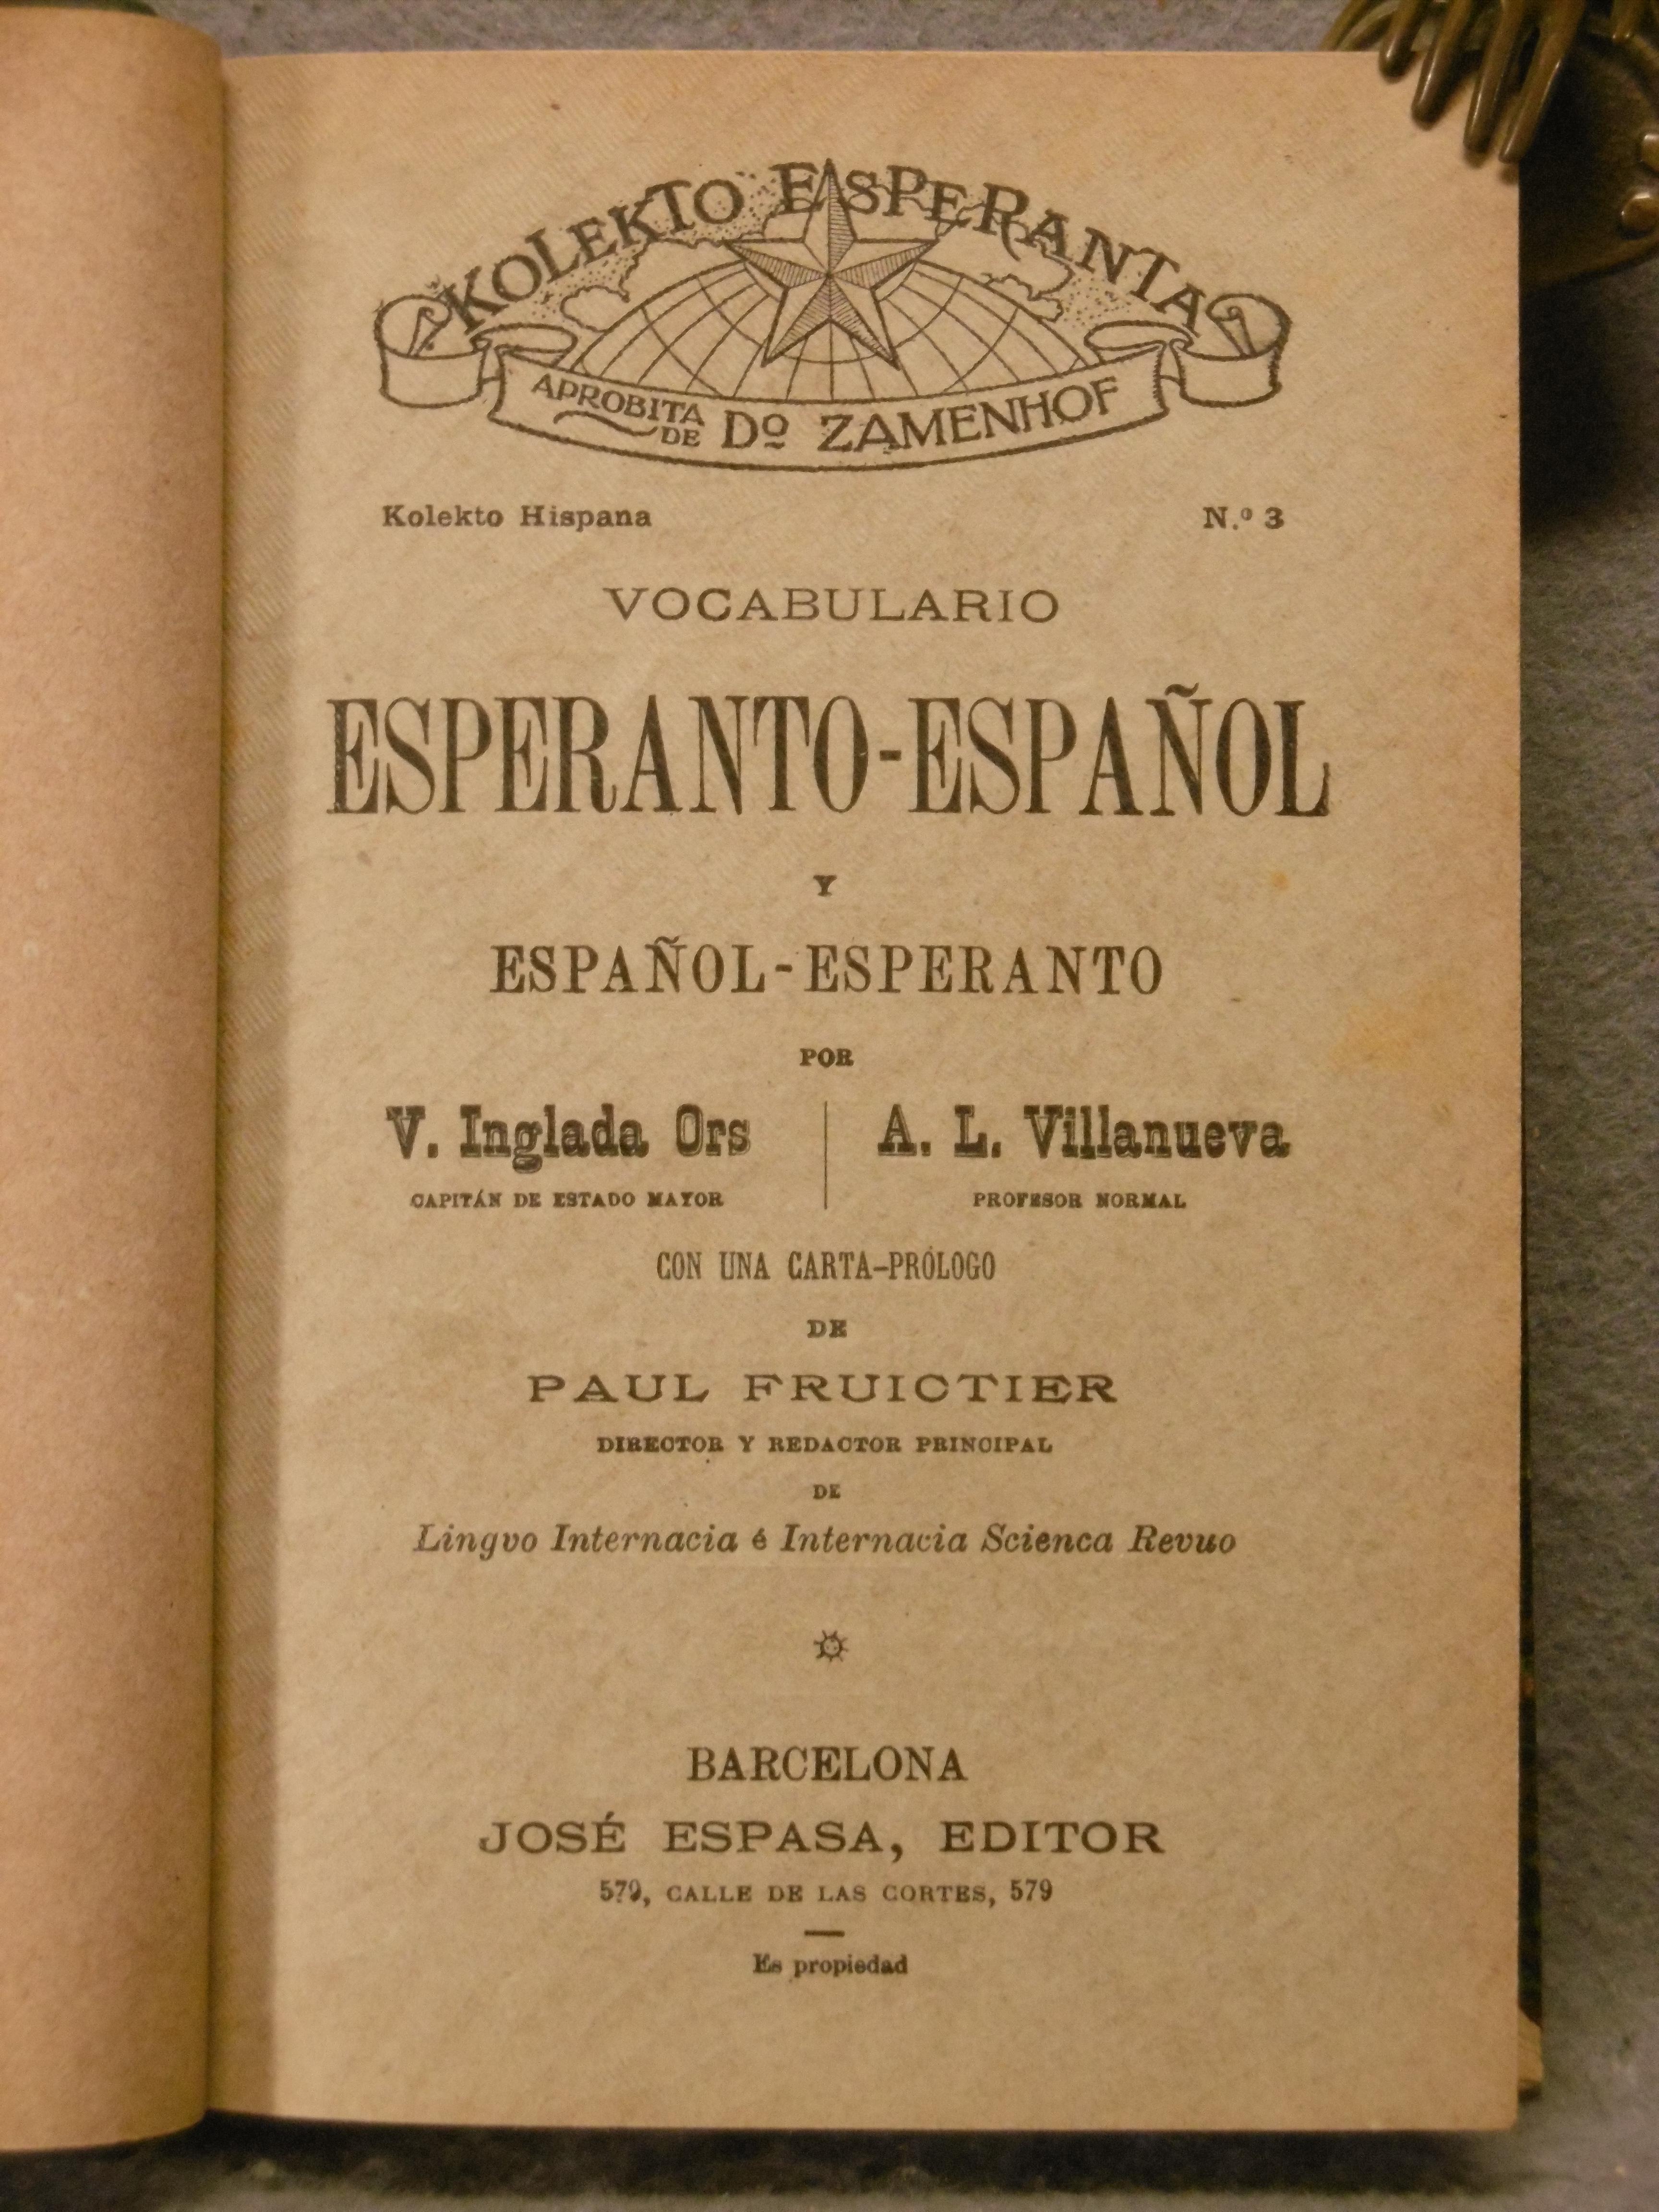 KOLEKTO ESPERANTA
APROBITA DE Dº ZAMENHOF
Kolekto Hispana N.º 3
VOCABULARIO
ESPERANTO-ESPAÑOL
Y
ESPAÑOL-ESPERANTO
POR
V. Inglada Ors
CAPITÁN DE ESTADO MAYOR
A. L. Villanueva
PROFESOR NORMAL
CON UNA CARTA-PRÓLOGO
DE
PAUL FRUICTIER
DIRECTOR Y REDACTOR PRINCIPAL
DE
Lingvo Internacia é Internacia Scienca Revuo
BARCELONA
JOSÉ ESPASA, EDITOR
579, CALLE DE LAS CORTES, 579
Es propiedad